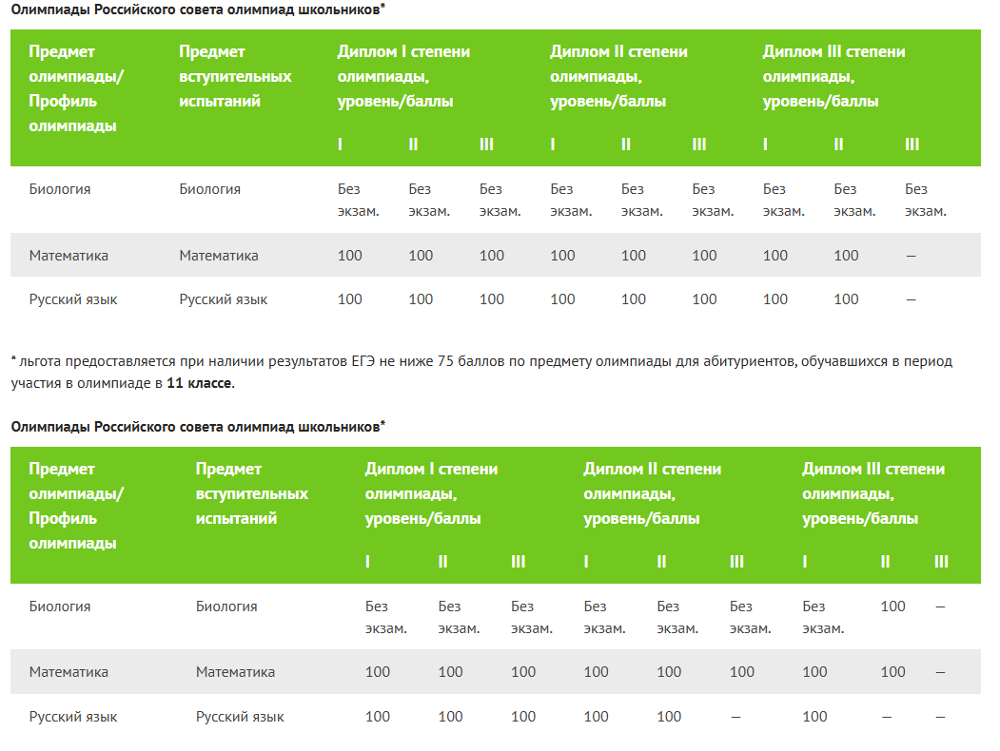 Олимпиады Российского совета олимпиад школьников*
Предмет олимпиады/ Профиль олимпиады Предмет вступительных испытаний Диплом I степени олимпиады, уровень/баллы Диплом II степени олимпиады, уровень/баллы Диплом III степени олимпиады, уровень/баллы
I II III I II III I II III
Биология Биология Без экзам. Без экзам. Без экзам. Без экзам. Без экзам. Без экзам. Без экзам. Без экзам. Без экзам.
Математика Математика 100 100 100 100 100 100 100 100 —
Русский язык Русский язык 100 100 100 100 100 100 100 100 —
* льгота предоставляется при наличии результатов ЕГЭ не ниже 75 баллов по предмету олимпиады для абитуриентов, обучавшихся в период
участия в олимпиаде в 11 классе.
Олимпиады Российского совета олимпиад школьников*
Предмет олимпиады/ Профиль олимпиады Предмет вступительных испытаний Диплом I степени олимпиады, уровень/баллы Диплом II степени олимпиады, уровень/баллы Диплом III степени олимпиады, уровень/баллы
I II III I II III I II III
Биология Биология Без экзам. Без экзам. Без экзам. Без экзам. Без экзам. Без экзам. Без экзам. 100 —
Математика Математика 100 100 100 100 100 100 100 100 —
Русский язык Русский язык 100 100 100 100 100 — 100 — —